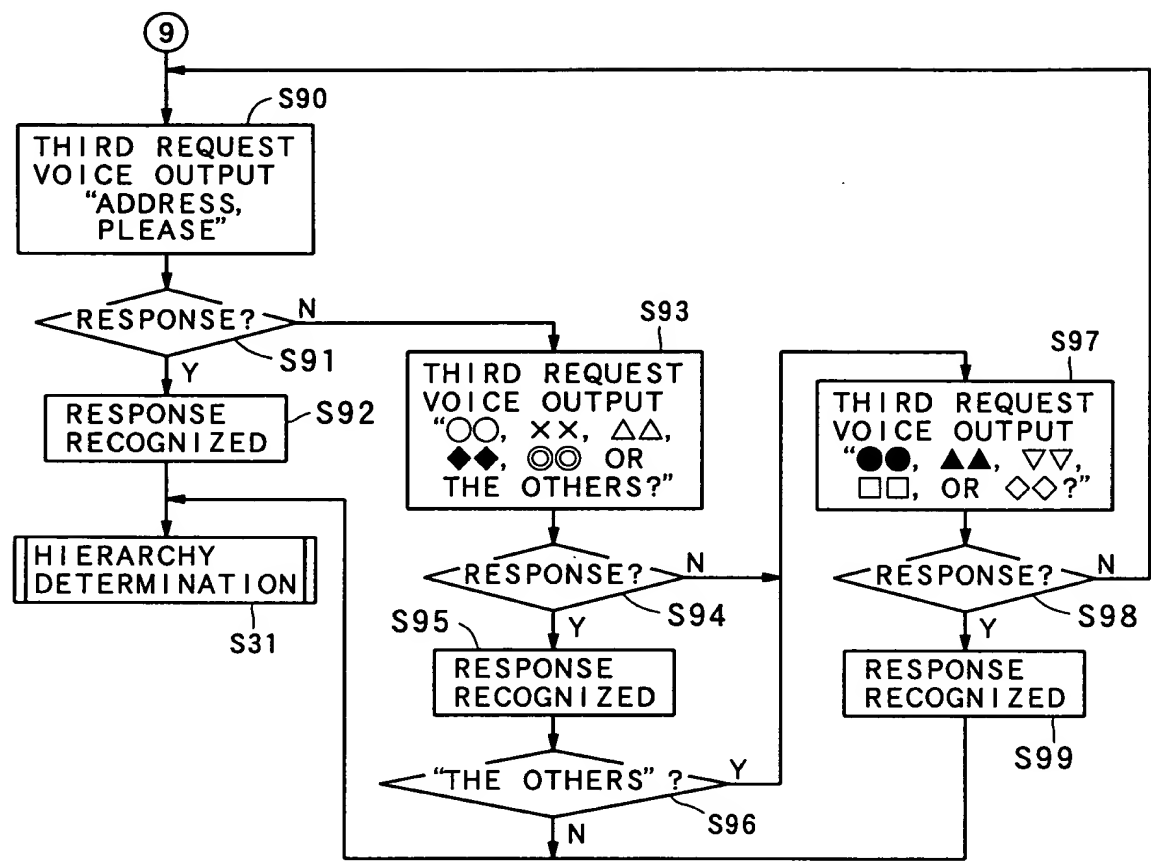 9
S90
THIRD REQUEST
VOICE OUTPUT
“ADDRESS,
PLEASE”
RESPONSE?
N
S91
Y
RESPONSE
RECOGNIZED
S92
HIERARCHY
DETERMINATION
S31
S93
THIRD REQUEST
VOICE OUTPUT
“○○, ××, △△,
◆◆, ◎◎ OR
THE OTHERS?”
RESPONSE?
N
S94
Y
S95
RESPONSE
RECOGNIZED
“THE OTHERS” ?
Y
S96
N
S97
THIRD REQUEST
VOICE OUTPUT
“●●, ▲▲, ▽▽,
□□, OR ◇◇?”
RESPONSE?
N
S98
Y
RESPONSE
RECOGNIZED
S99